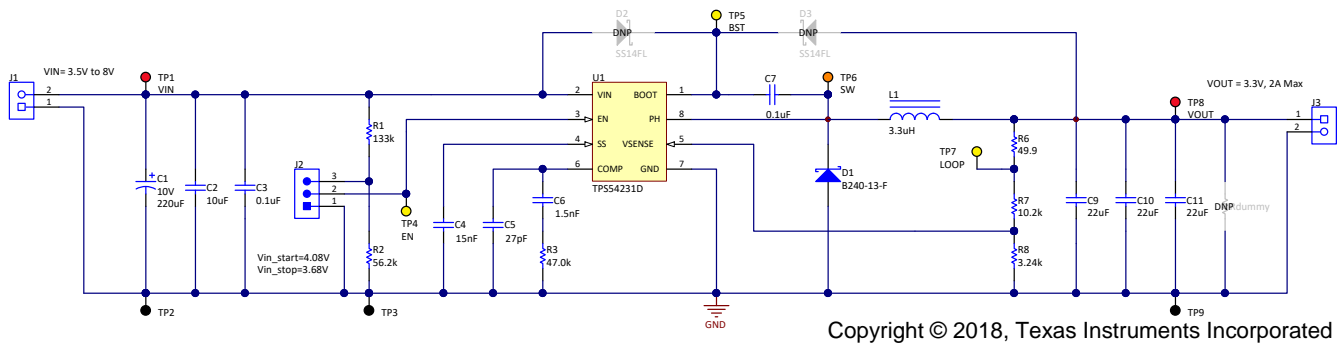 D2
DNP
SS14FL
TP5
BST
D3
DNP
SS14FL
J1
VIN= 3.5V to 8V
2
1
TP1
VIN
U1
2 VIN BOOT 1
3 EN PH 8
4 SS VSENSE 5
6 COMP GND 7
TPS54231D
C7
0.1uF
TP6
SW
L1
3.3uH
VOUT = 3.3V, 2A Max
TP8
VOUT
J3
1
2
R1
133k
J2
3
2
1
TP4
EN
R6
49.9
TP7
LOOP
D1
B240-13-F
C1
10V
220uF
C2
10uF
C3
0.1uF
C6
1.5nF
C4
15nF
C5
27pF
R3
47.0k
R7
10.2k
R8
3.24k
C9
22uF
C10
22uF
C11
22uF
DNP
Vin_start=4.08V
Vin_stop=3.68V
R2
56.2k
TP2
TP3
GND
TP9
Copyright © 2018, Texas Instruments Incorporated